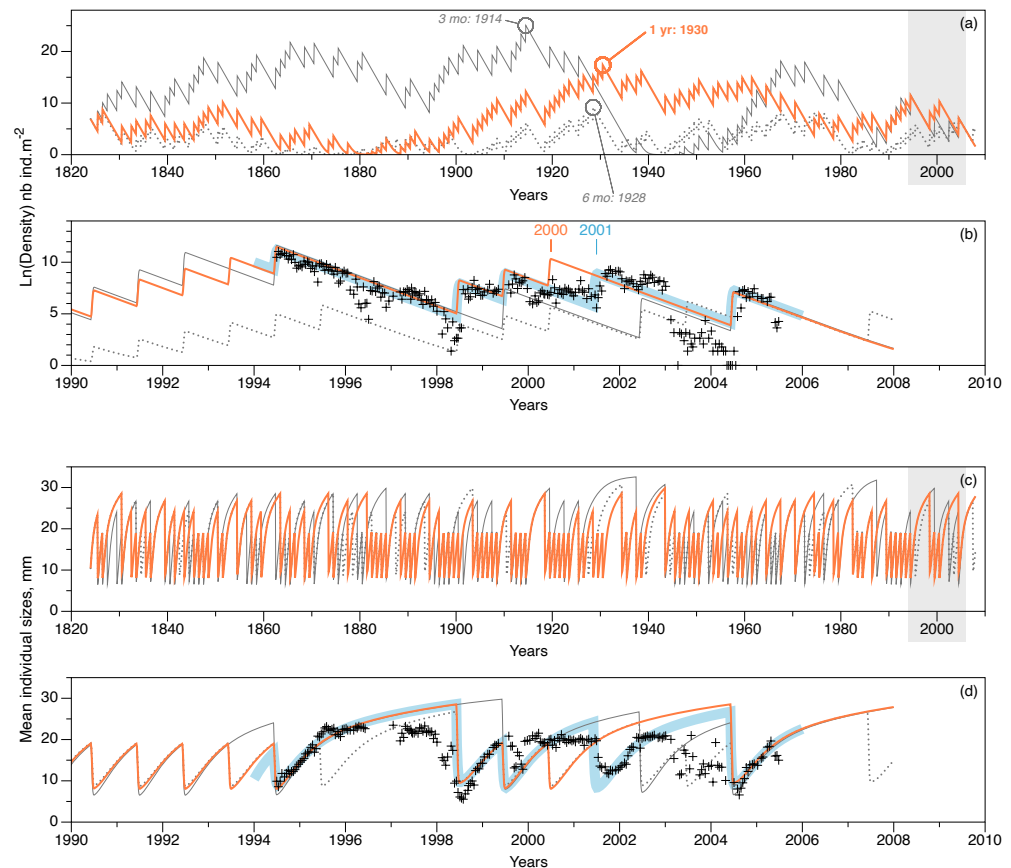 3 mo: 1914
(a)
1 yr: 1930
20
10
0
1820 1840 1860 1880 1900 1920 1940 1960 1980 2000
Years
6 mo: 1928
Ln(Density) nb ind.m-2
2000 2001
(b)
10
5
0
1990 1992 1994 1996 1998 2000 2002 2004 2006 2008 2010
Years
(c)
30
20
10
0
1820 1840 1860 1880 1900 1920 1940 1960 1980 2000
Years
Mean individual sizes, mm
(d)
30
20
10
0
1990 1992 1994 1996 1998 2000 2002 2004 2006 2008 2010
Years